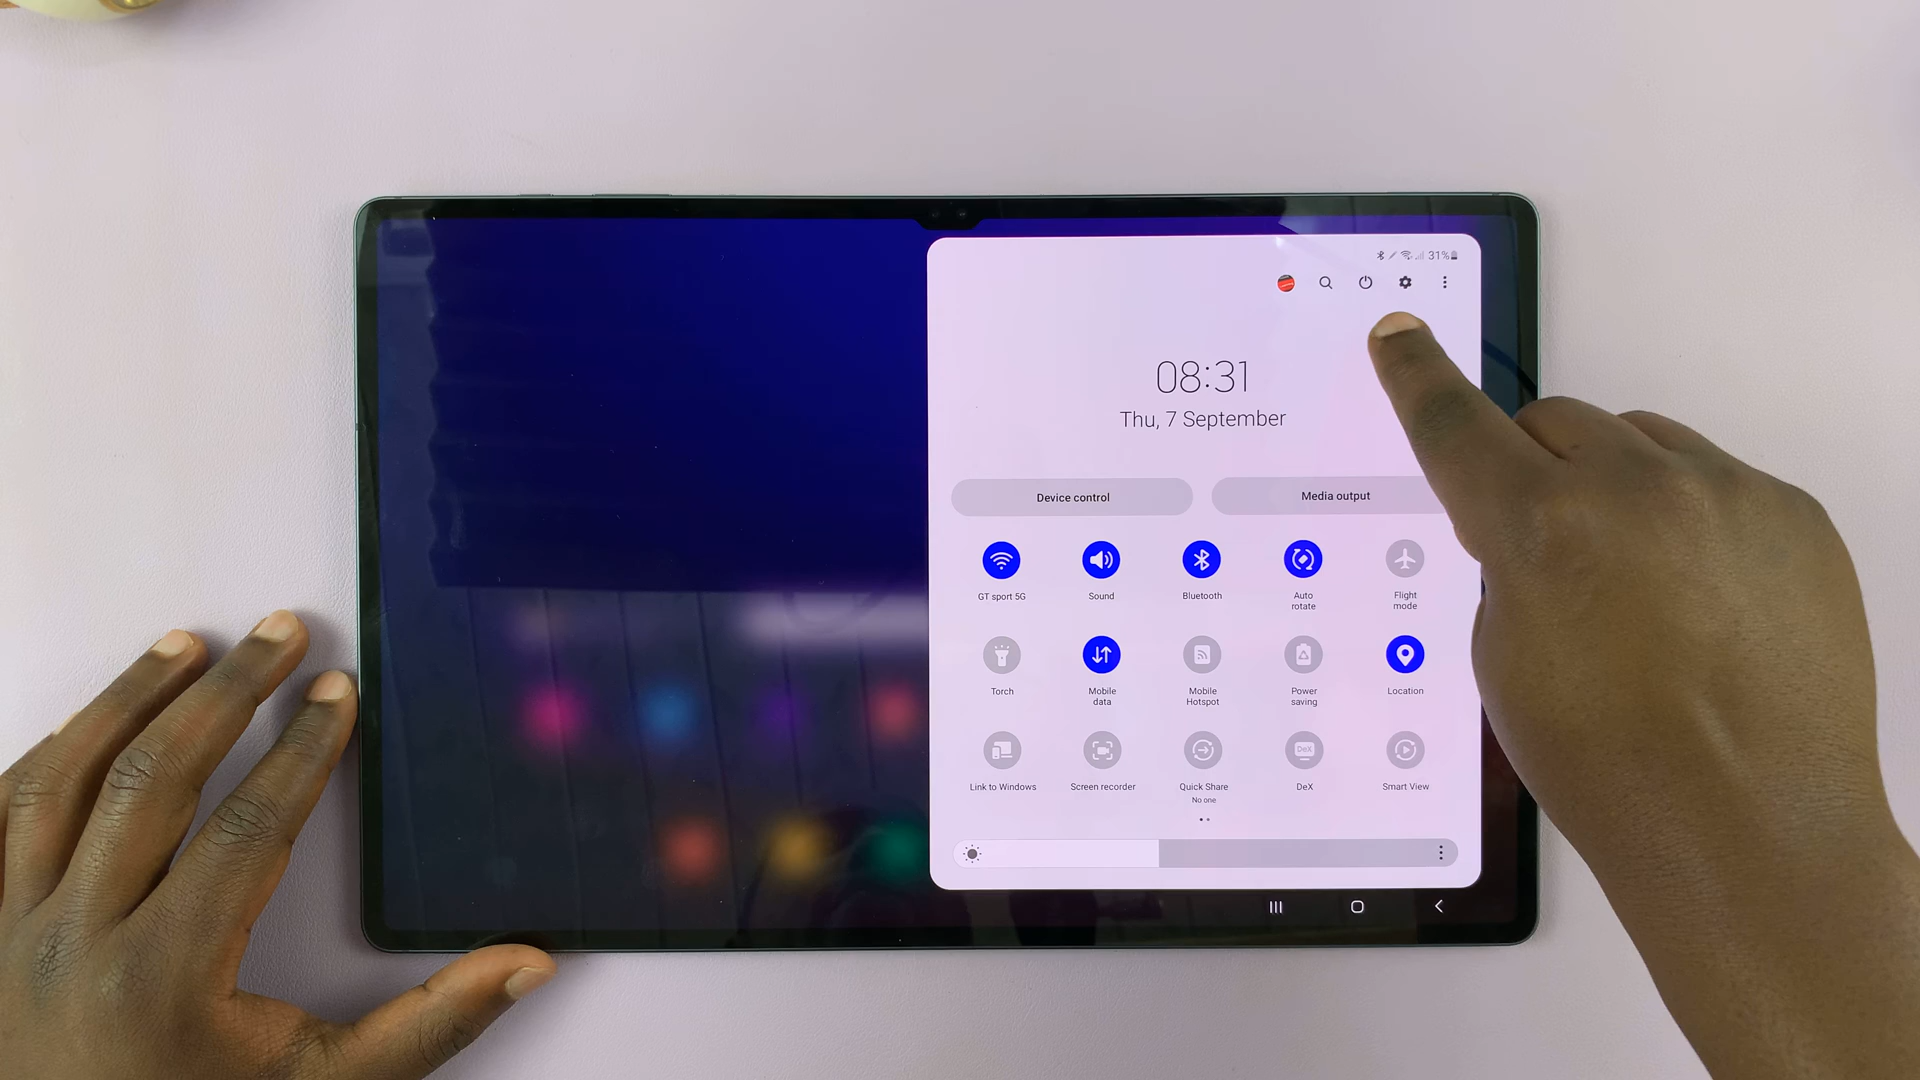 31%
08:31
Thu, 7 September
Device control
Media output
GT sport 5G
Sound
Bluetooth
Auto
rotate
Flight
mode
Torch
Mobile
data
Mobile
Hotspot
Power
saving
Location
DeX
Link to Windows
Screen recorder
Quick Share
No one
DeX
Smart View